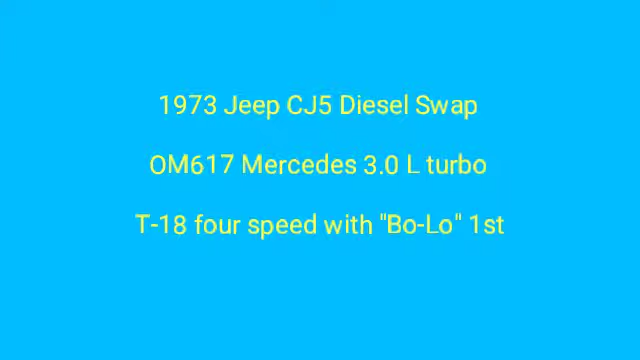 1973 Jeep CJ5 Diesel Swap
OM617 Mercedes 3.0 L turbo
T-18 four speed with "Bo-Lo" 1st